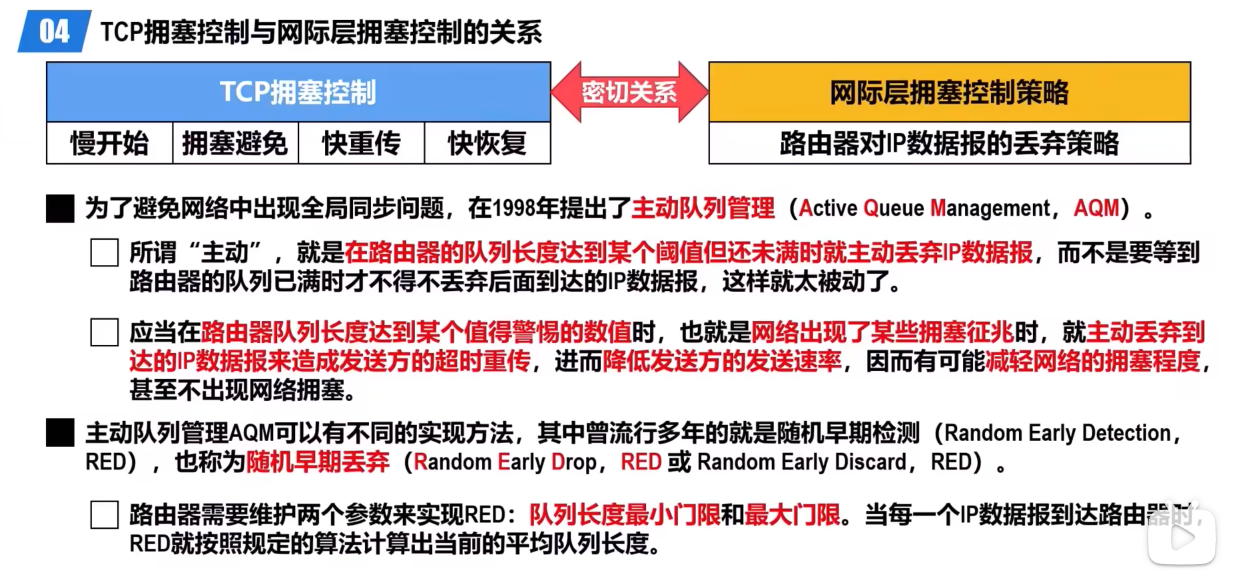 04 TCP拥塞控制与网际层拥塞控制的关系
TCP拥塞控制
密切关系
网际层拥塞控制策略
慢开始
拥塞避免
快重传
快恢复
路由器对IP数据报的丢弃策略
为了避免网络中出现全局同步问题，在1998年提出了主动队列管理（Active Queue Management，AQM）。
所谓“主动”，就是在路由器的队列长度达到某个阈值但还未满时就主动丢弃IP数据报，而不是要等到
路由器的队列已满时才不得不丢弃后面到达的IP数据报，这样就太被动了。
应当在路由器队列长度达到某个值得警惕的数值时，也就是网络出现了某些拥塞征兆时，就主动丢弃到
达的IP数据报来造成发送方的超时重传，进而降低发送方的发送速率，因而有可能减轻网络的拥塞程度，
甚至不出现网络拥塞。
主动队列管理AQM可以有不同的实现方法，其中曾流行多年的就是随机早期检测（Random Early Detection，
RED），也称为随机早期丢弃（Random Early Drop，RED 或 Random Early Discard，RED）。
路由器需要维护两个参数来实现RED：队列长度最小门限和最大门限。当每一个IP数据报到达路由器时，
RED就按照规定的算法计算出当前的平均队列长度。